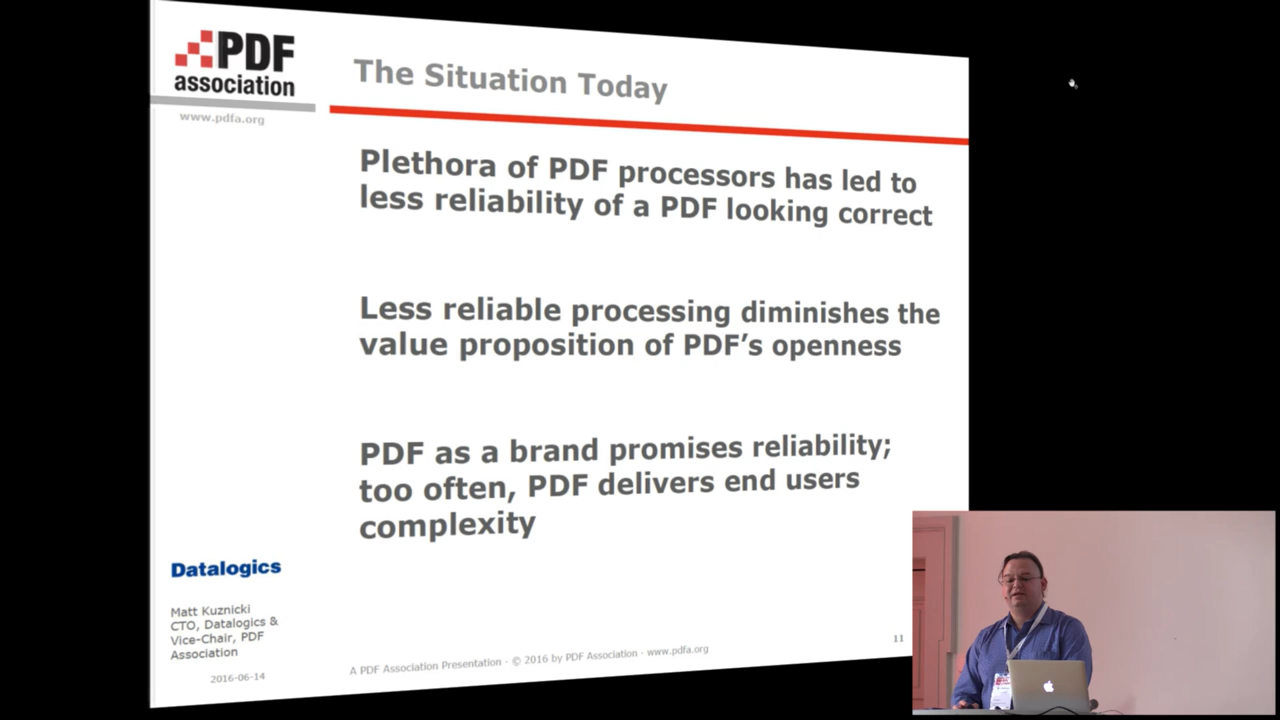 PDF
association
www.pdfa.org
The Situation Today
Plethora of PDF processors has led to
less reliability of a PDF looking correct
Less reliable processing diminishes the
value proposition of PDF’s openness
PDF as a brand promises reliability;
too often, PDF delivers end users
complexity
Datalogics
Matt Kuznicki
CTO, Datalogics &
Vice-Chair, PDF
Association
2016-06-14
A PDF Association Presentation · © 2016 by PDF Association · www.pdfa.org
11